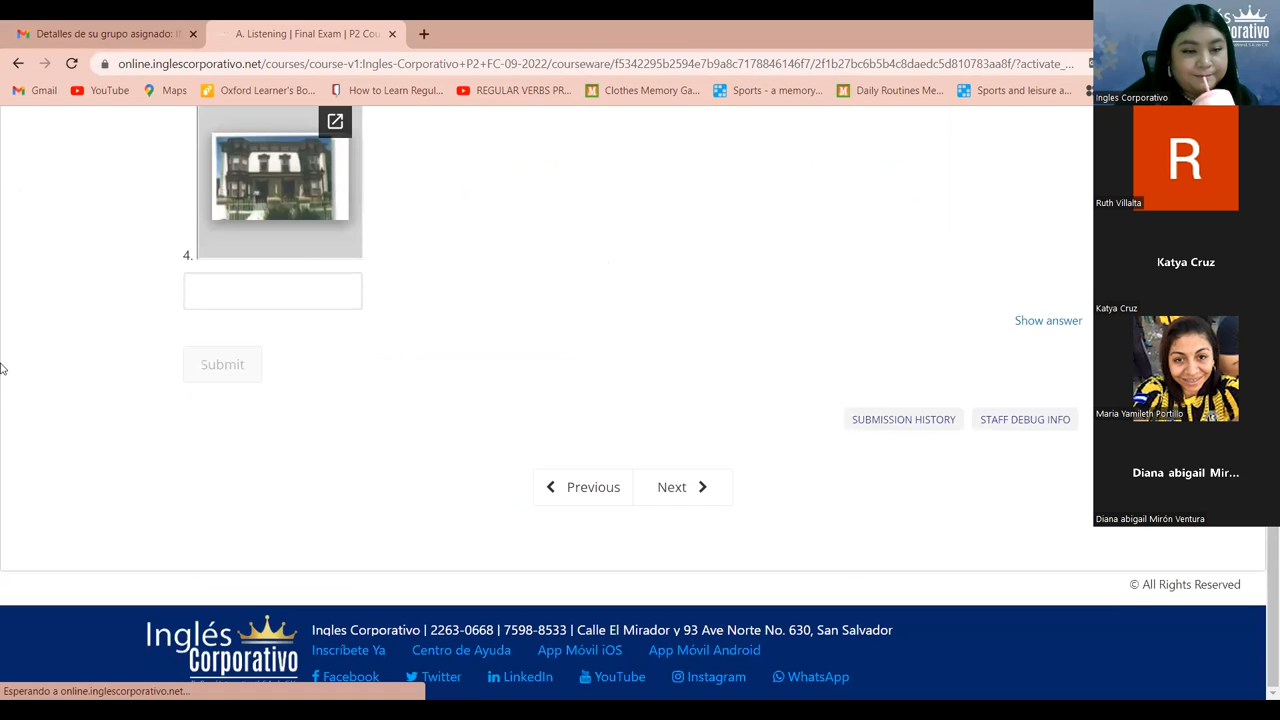 Detalles de su grupo asignado: I
A. Listening | Final Exam | P2 Cou
online.inglescorporativo.net/courses/course-v1:Ingles-Corporativo+P2+FC-09-2022/courseware/f5342295b2594e7b9a8c7178846146f7/2f1b27bc6b5b4c8daedc5d810783aa8f/?activate_...
Gmail YouTube Maps Oxford Learner's Bo... How to Learn Regul... REGULAR VERBS PR... Clothes Memory Ga... Sports - a memory... Daily Routines Me... Sports and leisure a...
Ingles Corporativo
R
Ruth Villalta
Katya Cruz
Katya Cruz
Maria Yamileth Portillo
Diana abigail Mir...
Diana abigail Mirón Ventura
4.
Show answer
Submit
SUBMISSION HISTORY STAFF DEBUG INFO
Previous Next
© All Rights Reserved
Inglés
Corporativo
Ingles Corporativo | 2263-0668 | 7598-8533 | Calle El Mirador y 93 Ave Norte No. 630, San Salvador
Inscríbete Ya Centro de Ayuda App Móvil iOS App Móvil Android
Facebook Twitter LinkedIn YouTube Instagram WhatsApp
Esperando a online.inglescorporativo.net...